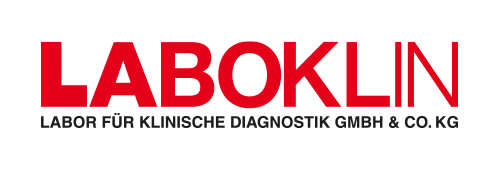 LABOKLIN
LABOR FÜR KLINISCHE DIAGNOSTIK GMBH & CO. KG